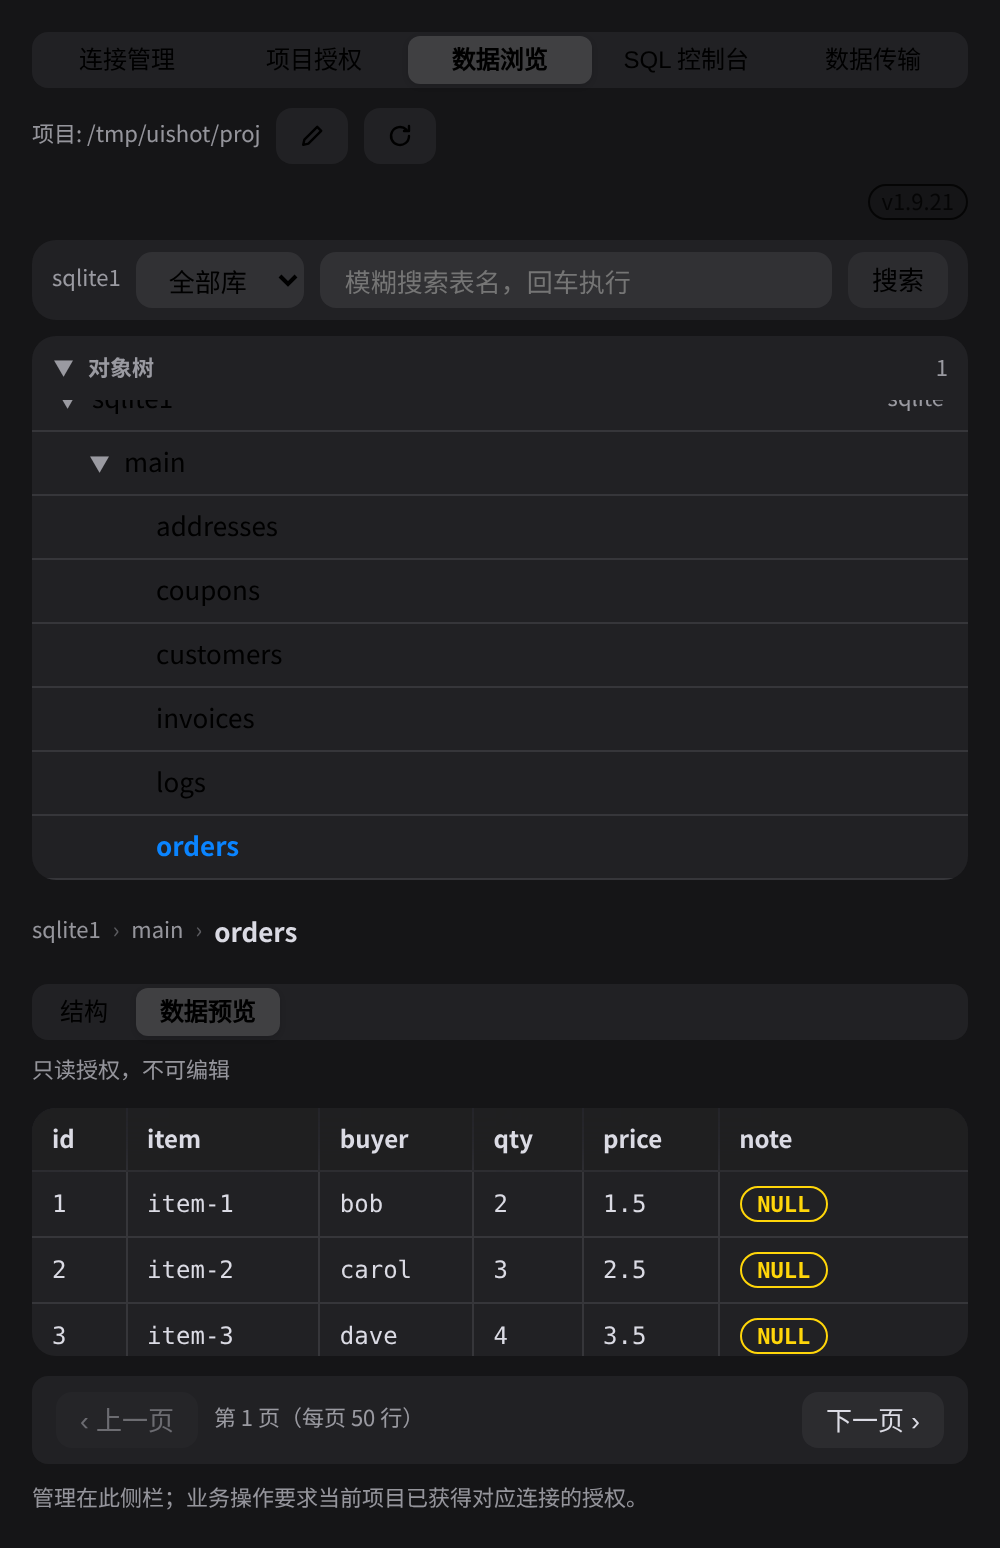 连接管理 项目授权 数据浏览 SQL 控制台 数据传输
项目: /tmp/uishot/proj
v1.9.21
sqlite1 全部库 模糊搜索表名，回车执行 搜索
▼ 对象树 1
▼ sqlite1 sqlite
▼ main
addresses
coupons
customers
invoices
logs
orders
sqlite1 › main › orders
结构 数据预览
只读授权，不可编辑
id item buyer qty price note
1 item-1 bob 2 1.5 NULL
2 item-2 carol 3 2.5 NULL
3 item-3 dave 4 3.5 NULL
‹ 上一页 第 1 页（每页 50 行） 下一页 ›
管理在此侧栏；业务操作要求当前项目已获得对应连接的授权。